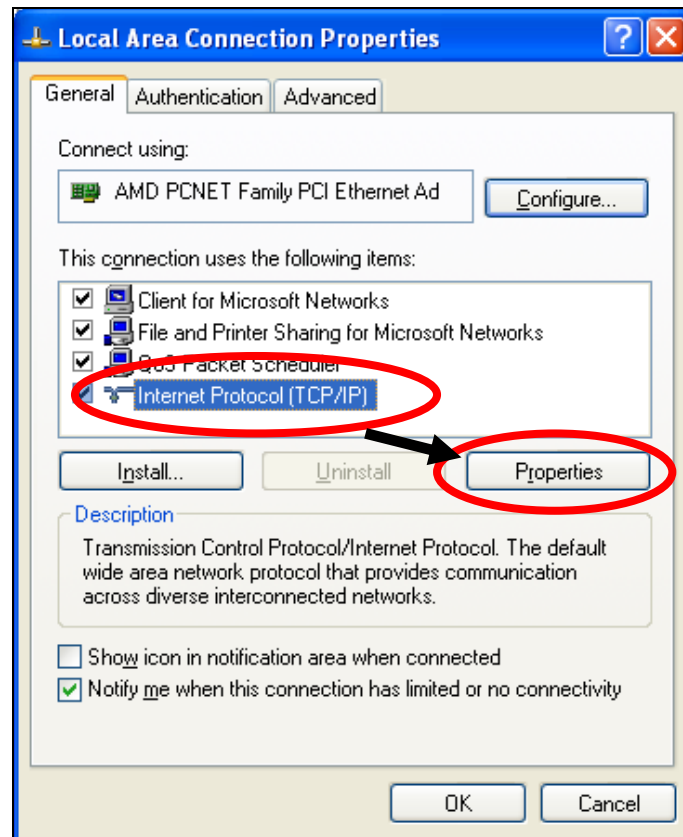 Local Area Connection Properties
General Authentication Advanced
Connect using:
AMD PCNET Family PCI Ethernet Ad
Configure...
This connection uses the following items:
Client for Microsoft Networks
File and Printer Sharing for Microsoft Networks
QoS Packet Scheduler
Internet Protocol (TCP/IP)
Install... Uninstall Properties
Description
Transmission Control Protocol/Internet Protocol. The default
wide area network protocol that provides communication
across diverse interconnected networks.
Show icon in notification area when connected
Notify me when this connection has limited or no connectivity
OK Cancel